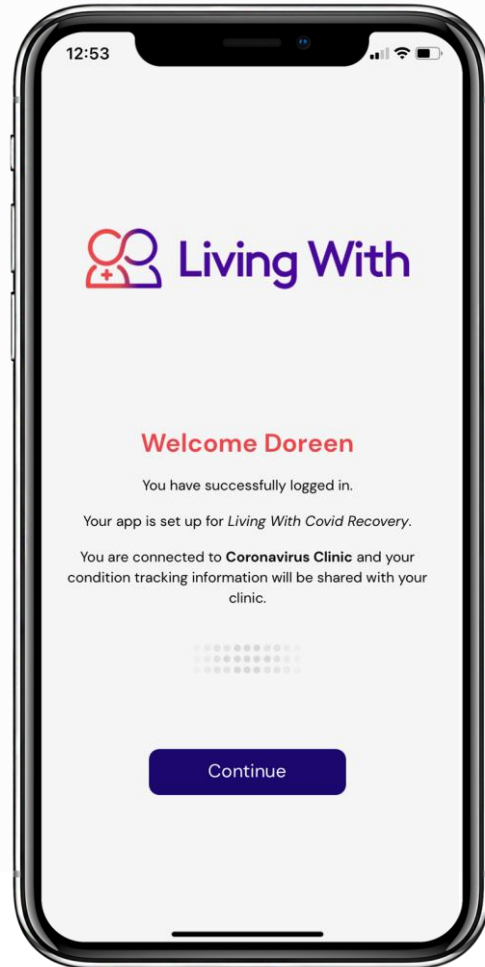 12:53
Living With
Welcome Doreen
You have successfully logged in.
Your app is set up for Living With Covid Recovery.
You are connected to Coronavirus Clinic and your
condition tracking information will be shared with your
clinic.
Continue